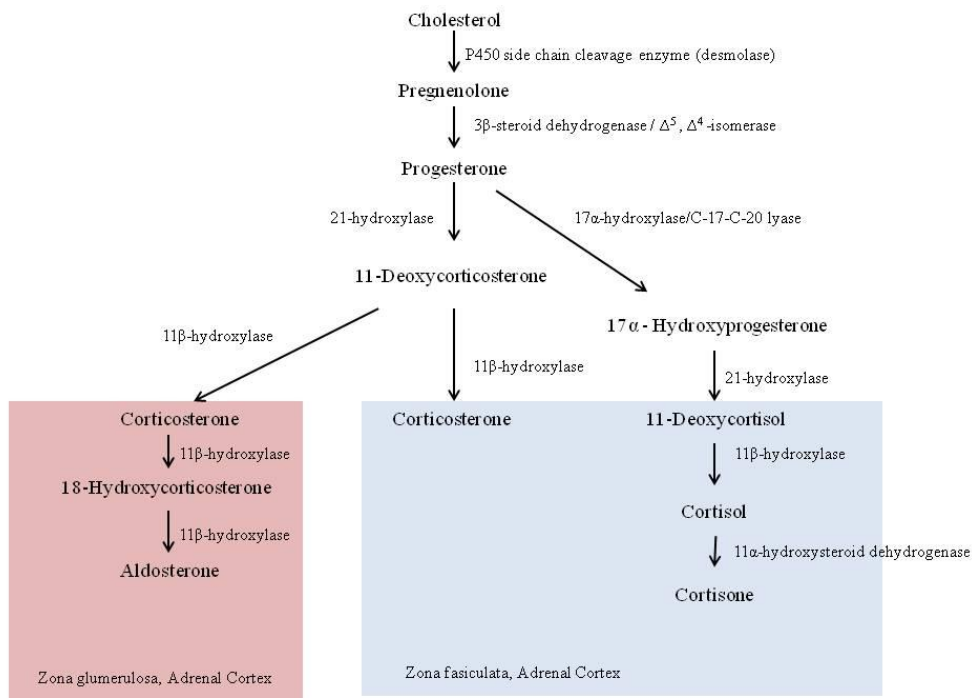 Cholesterol
P450 side chain cleavage enzyme (desmolase)
Pregnenolone
3β-steroid dehydrogenase / Δ⁵, Δ⁴ -isomerase
Progesterone
21-hydroxylase
17α-hydroxylase/C-17-C-20 lyase
11-Deoxycorticosterone
17α - Hydroxyprogesterone
11β-hydroxylase
11β-hydroxylase
21-hydroxylase
Corticosterone
Corticosterone
11-Deoxycortisol
11β-hydroxylase
11β-hydroxylase
18-Hydroxycorticosterone
Cortisol
11β-hydroxylase
11α-hydroxysteroid dehydrogenase
Aldosterone
Cortisone
Zona glumerulosa, Adrenal Cortex
Zona fasiculata, Adrenal Cortex